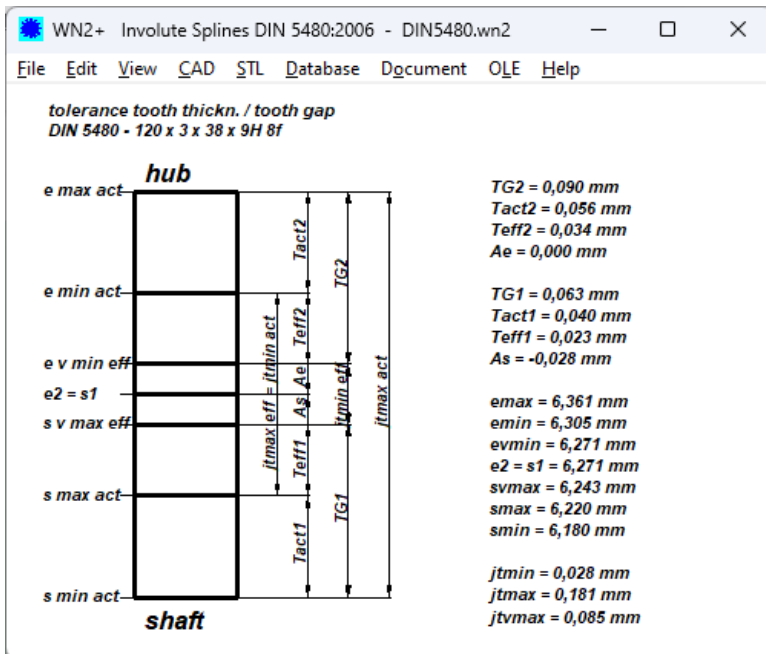 WN2+ Involute Splines DIN 5480:2006 - DIN5480.wn2
File Edit View CAD STL Database Document OLE Help
tolerance tooth thickn. / tooth gap
DIN 5480 - 120 x 3 x 38 x 9H 8f
hub
e max act
e min act
e v min eff
e2 = s1
s v max eff
s max act
s min act
shaft
Tact2
TG2
Teff2
jtmax eff = jtmin act
Ae
As
jtmin eff
jtmax act
Teff1
TG1
Tact1
TG2 = 0,090 mm
Tact2 = 0,056 mm
Teff2 = 0,034 mm
Ae = 0,000 mm
TG1 = 0,063 mm
Tact1 = 0,040 mm
Teff1 = 0,023 mm
As = -0,028 mm
emax = 6,361 mm
emin = 6,305 mm
evmin = 6,271 mm
e2 = s1 = 6,271 mm
svmax = 6,243 mm
smax = 6,220 mm
smin = 6,180 mm
jtmin = 0,028 mm
jtmax = 0,181 mm
jtvmax = 0,085 mm